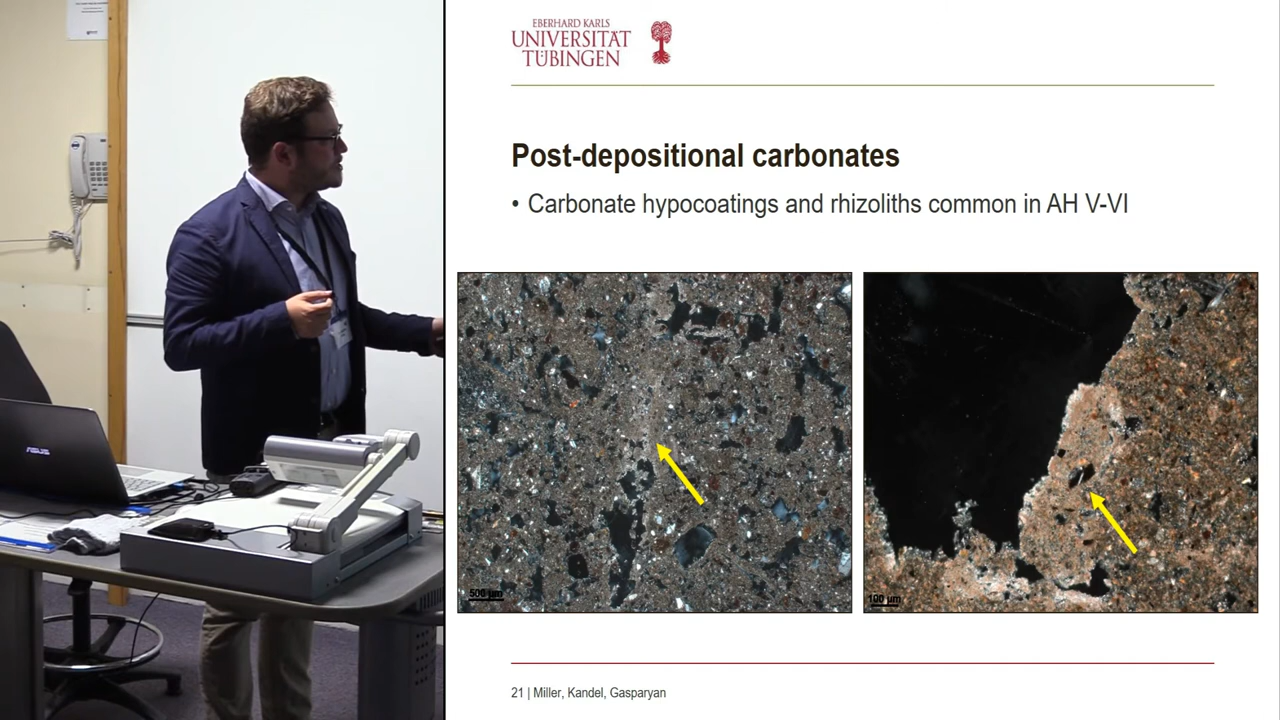 EBERHARD KARLS
UNIVERSITÄT
TÜBINGEN
Post-depositional carbonates
• Carbonate hypocoatings and rhizoliths common in AH V-VI
500 µm
100 µm
21 | Miller, Kandel, Gasparyan
ASUS